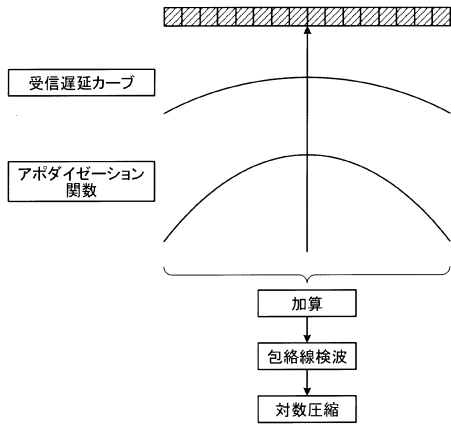 受信遅延カーブ
アポダイゼーション
関数
加算
包絡線検波
対数圧縮